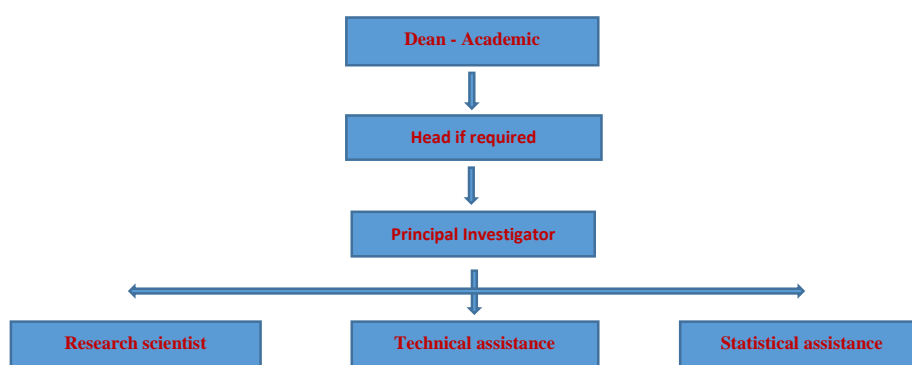 Dean - Academic
Head if required
Principal Investigator
Research scientist
Technical assistance
Statistical assistance